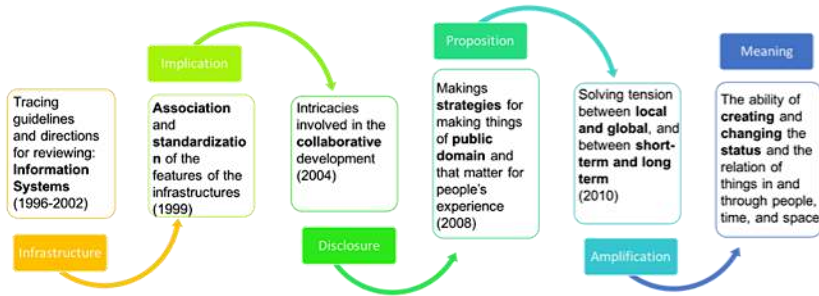 Infrastructure
Tracing
guidelines
and directions
for reviewing:
Information
Systems
(1996-2002)
Implication
Association
and
standardizatio
n of the
features of the
infrastructures
(1999)
Intricacies
involved in the
collaborative
development
(2004)
Disclosure
Proposition
Makings
strategies for
making things
of public
domain and
that matter for
people's
experience
(2008)
Solving tension
between local
and global, and
between short-
term and long
term
(2010)
Amplification
Meaning
The ability of
creating and
changing the
status and the
relation of
things in and
through people,
time, and space